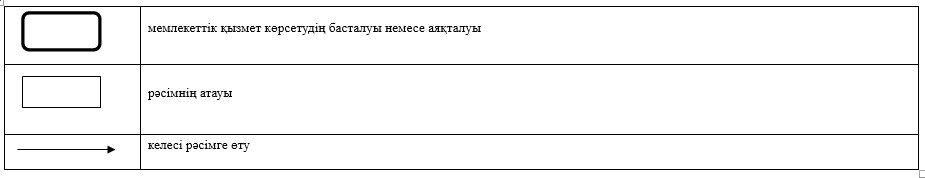 мемлекеттік қызмет көрсетудің басталуы немесе аяқталуы
рәсімнің атауы
келесі рәсімге өту